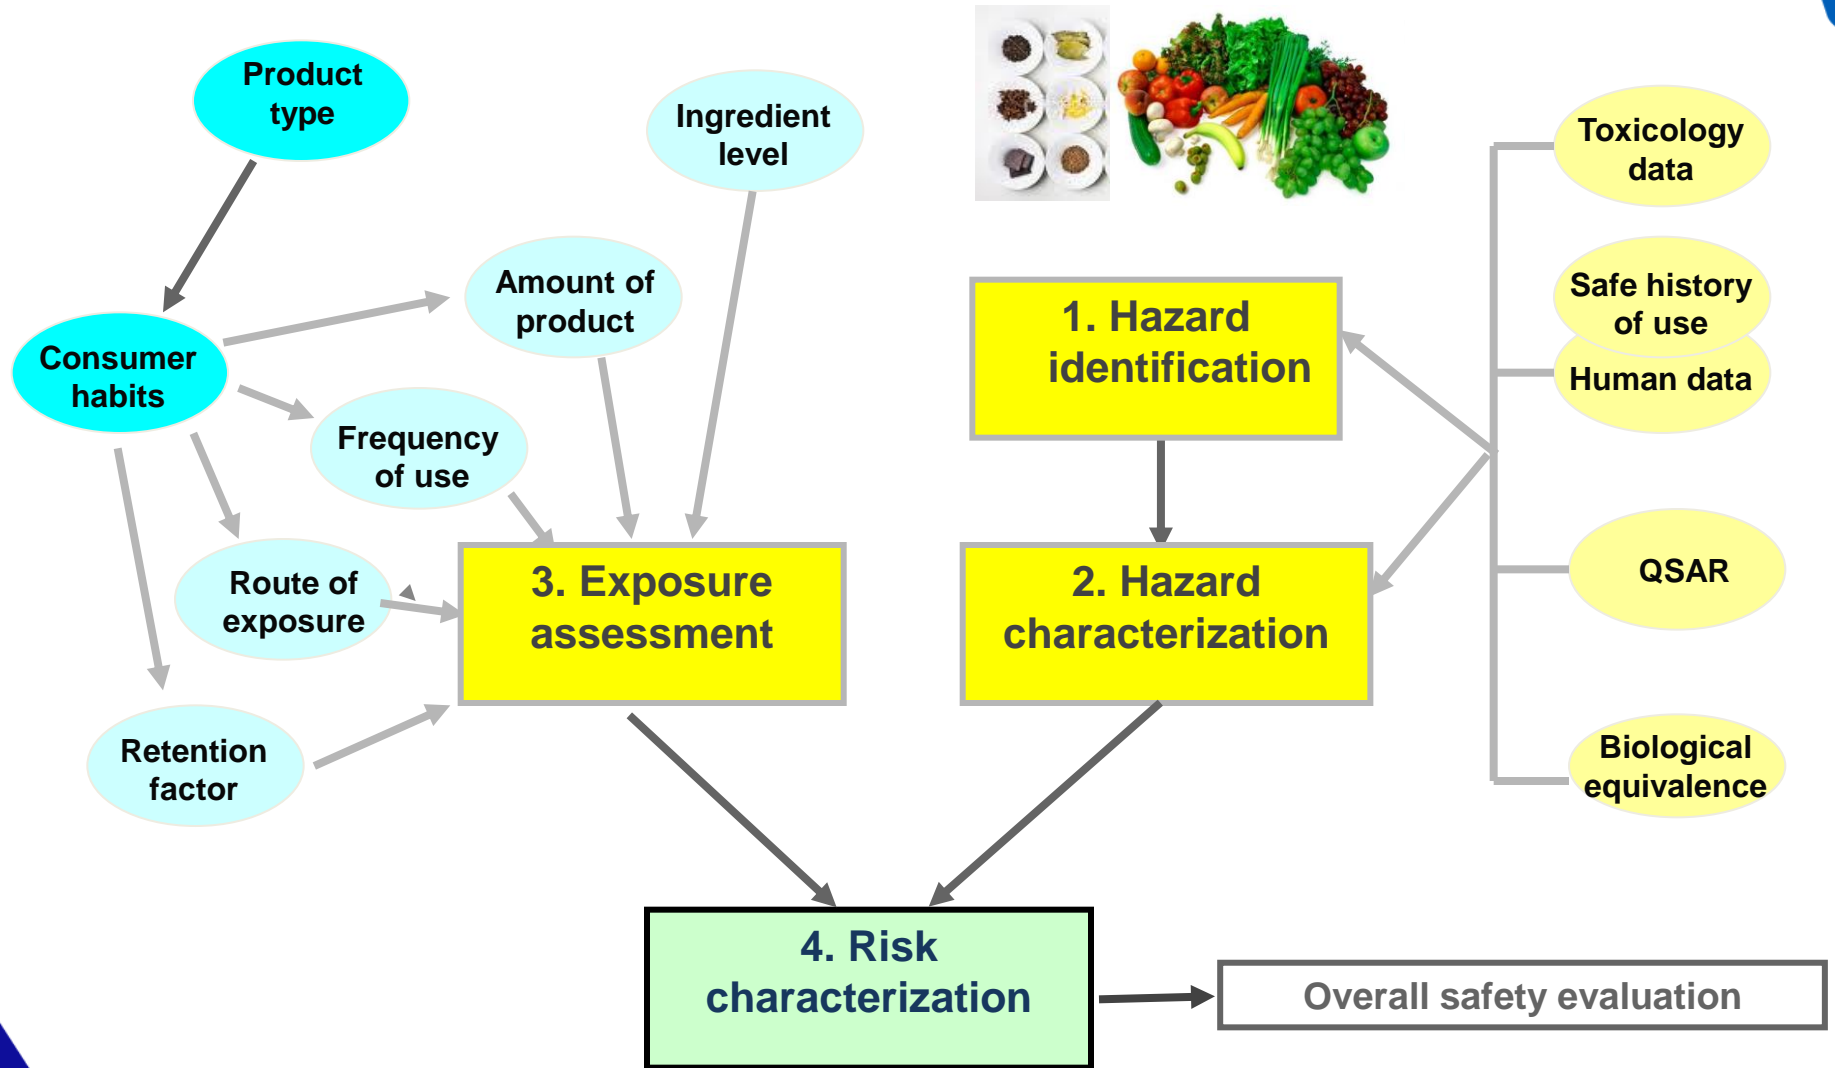 Product
type
Ingredient
level
Toxicology
data
Amount of
product
Safe history
of use
1. Hazard
identification
Consumer
habits
Human data
Frequency
of use
Route of
exposure
3. Exposure
assessment
2. Hazard
characterization
QSAR
Retention
factor
Biological
equivalence
4. Risk
characterization
Overall safety evaluation